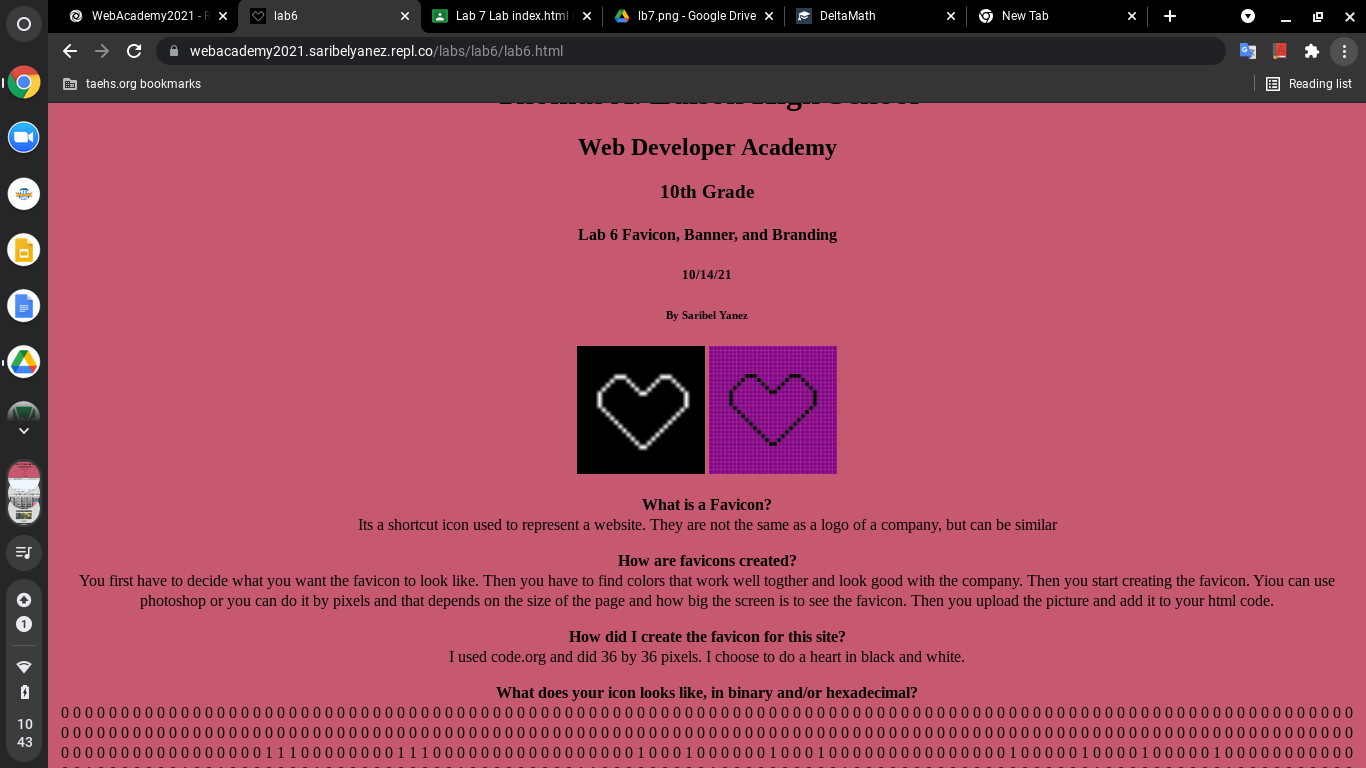 WebAcademy2021 - R
lab6
Lab 7 Lab index.html
lb7.png - Google Drive
DeltaMath
New Tab
webacademy2021.saribelyanez.repl.co/labs/lab6/lab6.html
taehs.org bookmarks
Reading list
Thomas A. Edison High School
Web Developer Academy
10th Grade
Lab 6 Favicon, Banner, and Branding
10/14/21
By Saribel Yanez
What is a Favicon?
Its a shortcut icon used to represent a website. They are not the same as a logo of a company, but can be similar
How are favicons created?
You first have to decide what you want the favicon to look like. Then you have to find colors that work well togther and look good with the company. Then you start creating the favicon. Yiou can use
photoshop or you can do it by pixels and that depends on the size of the page and how big the screen is to see the favicon. Then you upload the picture and add it to your html code.
How did I create the favicon for this site?
I used code.org and did 36 by 36 pixels. I choose to do a heart in black and white.
What does your icon looks like, in binary and/or hexadecimal?
0 0 0 0 0 0 0 0 0 0 0 0 0 0 0 0 0 0 0 0 0 0 0 0 0 0 0 0 0 0 0 0 0 0 0 0 0 0 0 0 0 0 0 0 0 0 0 0 0 0 0 0 0 0 0 0 0 0 0 0 0 0 0 0 0 0 0 0 0 0 0 0 0 0 0 0 0 0 0 0 0 0 0 0 0 0 0 0 0 0 0 0 0 0 0 0 0 0 0 0 0 0 0 0 0 0 0 0
0 0 0 0 0 0 0 0 0 0 0 0 0 0 0 0 0 0 0 0 0 0 0 0 0 0 0 0 0 0 0 0 0 0 0 0 0 0 0 0 0 0 0 0 0 0 0 0 0 0 0 0 0 0 0 0 0 0 0 0 0 0 0 0 0 0 0 0 0 0 0 0 0 0 0 0 0 0 0 0 0 0 0 0 0 0 0 0 0 0 0 0 0 0 0 0 0 0 0 0 0 0 0 0 0 0 0 0
0 0 0 0 0 0 0 0 0 0 0 0 0 0 0 0 0 1 1 1 0 0 0 0 0 0 0 0 1 1 1 0 0 0 0 0 0 0 0 0 0 0 0 0 0 0 0 0 1 0 0 0 1 0 0 0 0 0 0 1 0 0 0 1 0 0 0 0 0 0 0 0 0 0 0 0 0 0 0 1 0 0 0 0 0 1 0 0 0 0 1 0 0 0 0 0 1 0 0 0 0 0 0 0 0 0 0 0
10
43
1